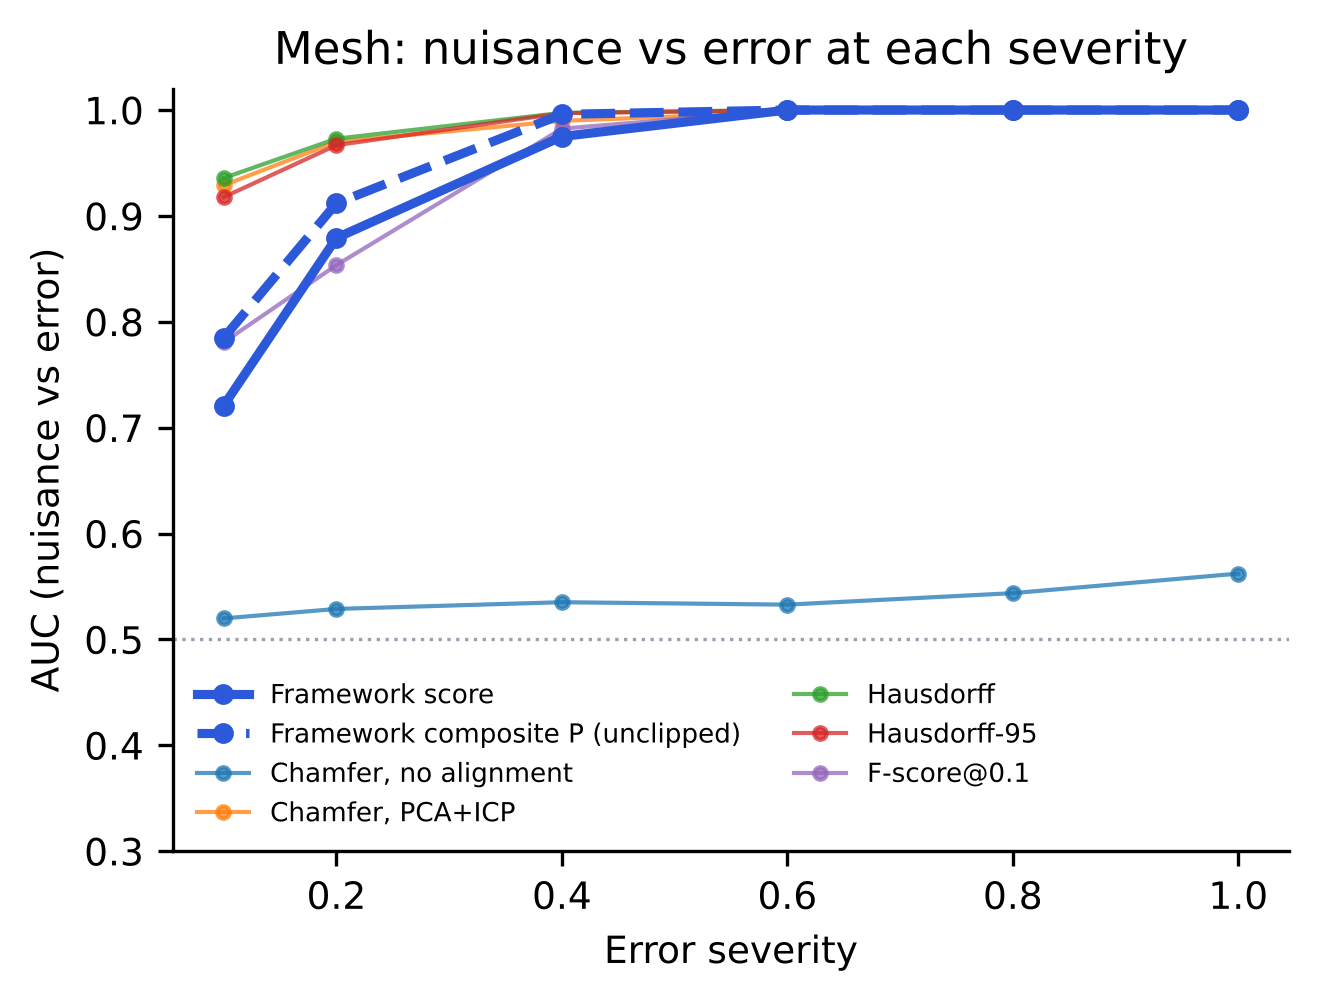 Mesh: nuisance vs error at each severity
AUC (nuisance vs error)
1.0
0.9
0.8
0.7
0.6
0.5
0.4
0.3
Framework score
Framework composite P (unclipped)
Chamfer, no alignment
Chamfer, PCA+ICP
Hausdorff
Hausdorff-95
F-score@0.1
0.2
0.4
0.6
0.8
1.0
Error severity